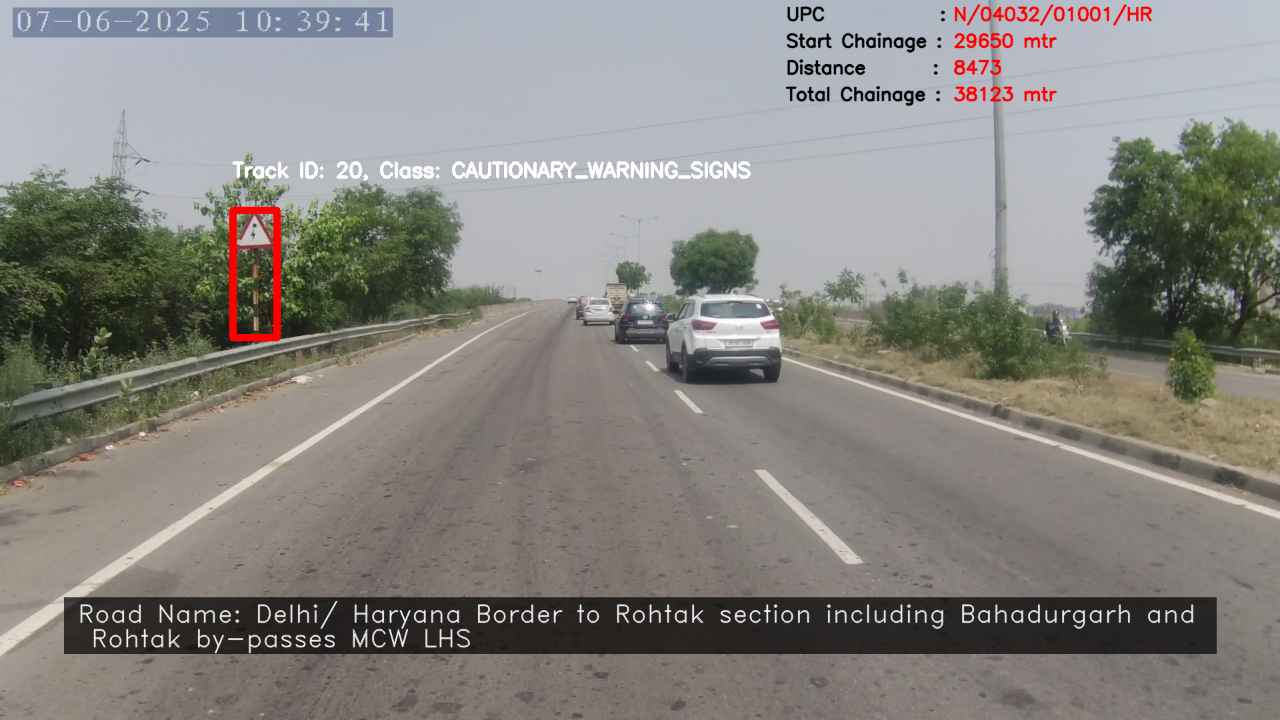 07-06-2025 10:39:41
UPC : N/04032/01001/HR
Start Chainage : 29650 mtr
Distance : 8473
Total Chainage : 38123 mtr
Track ID: 20, Class: CAUTIONARY_WARNING_SIGNS
Road Name: Delhi/ Haryana Border to Rohtak section including Bahadurgarh and
Rohtak by-passes MCW LHS